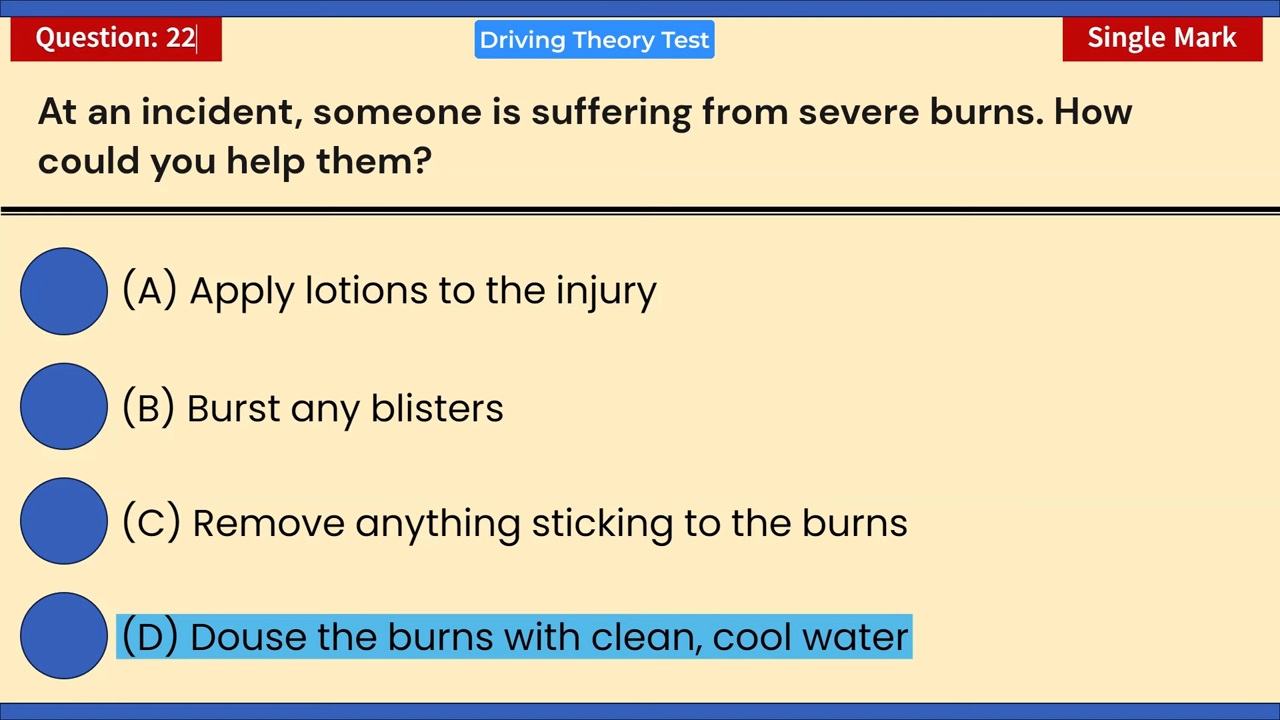 Question: 22
Driving Theory Test
Single Mark
At an incident, someone is suffering from severe burns. How
could you help them?
(A) Apply lotions to the injury
(B) Burst any blisters
(C) Remove anything sticking to the burns
(D) Douse the burns with clean, cool water